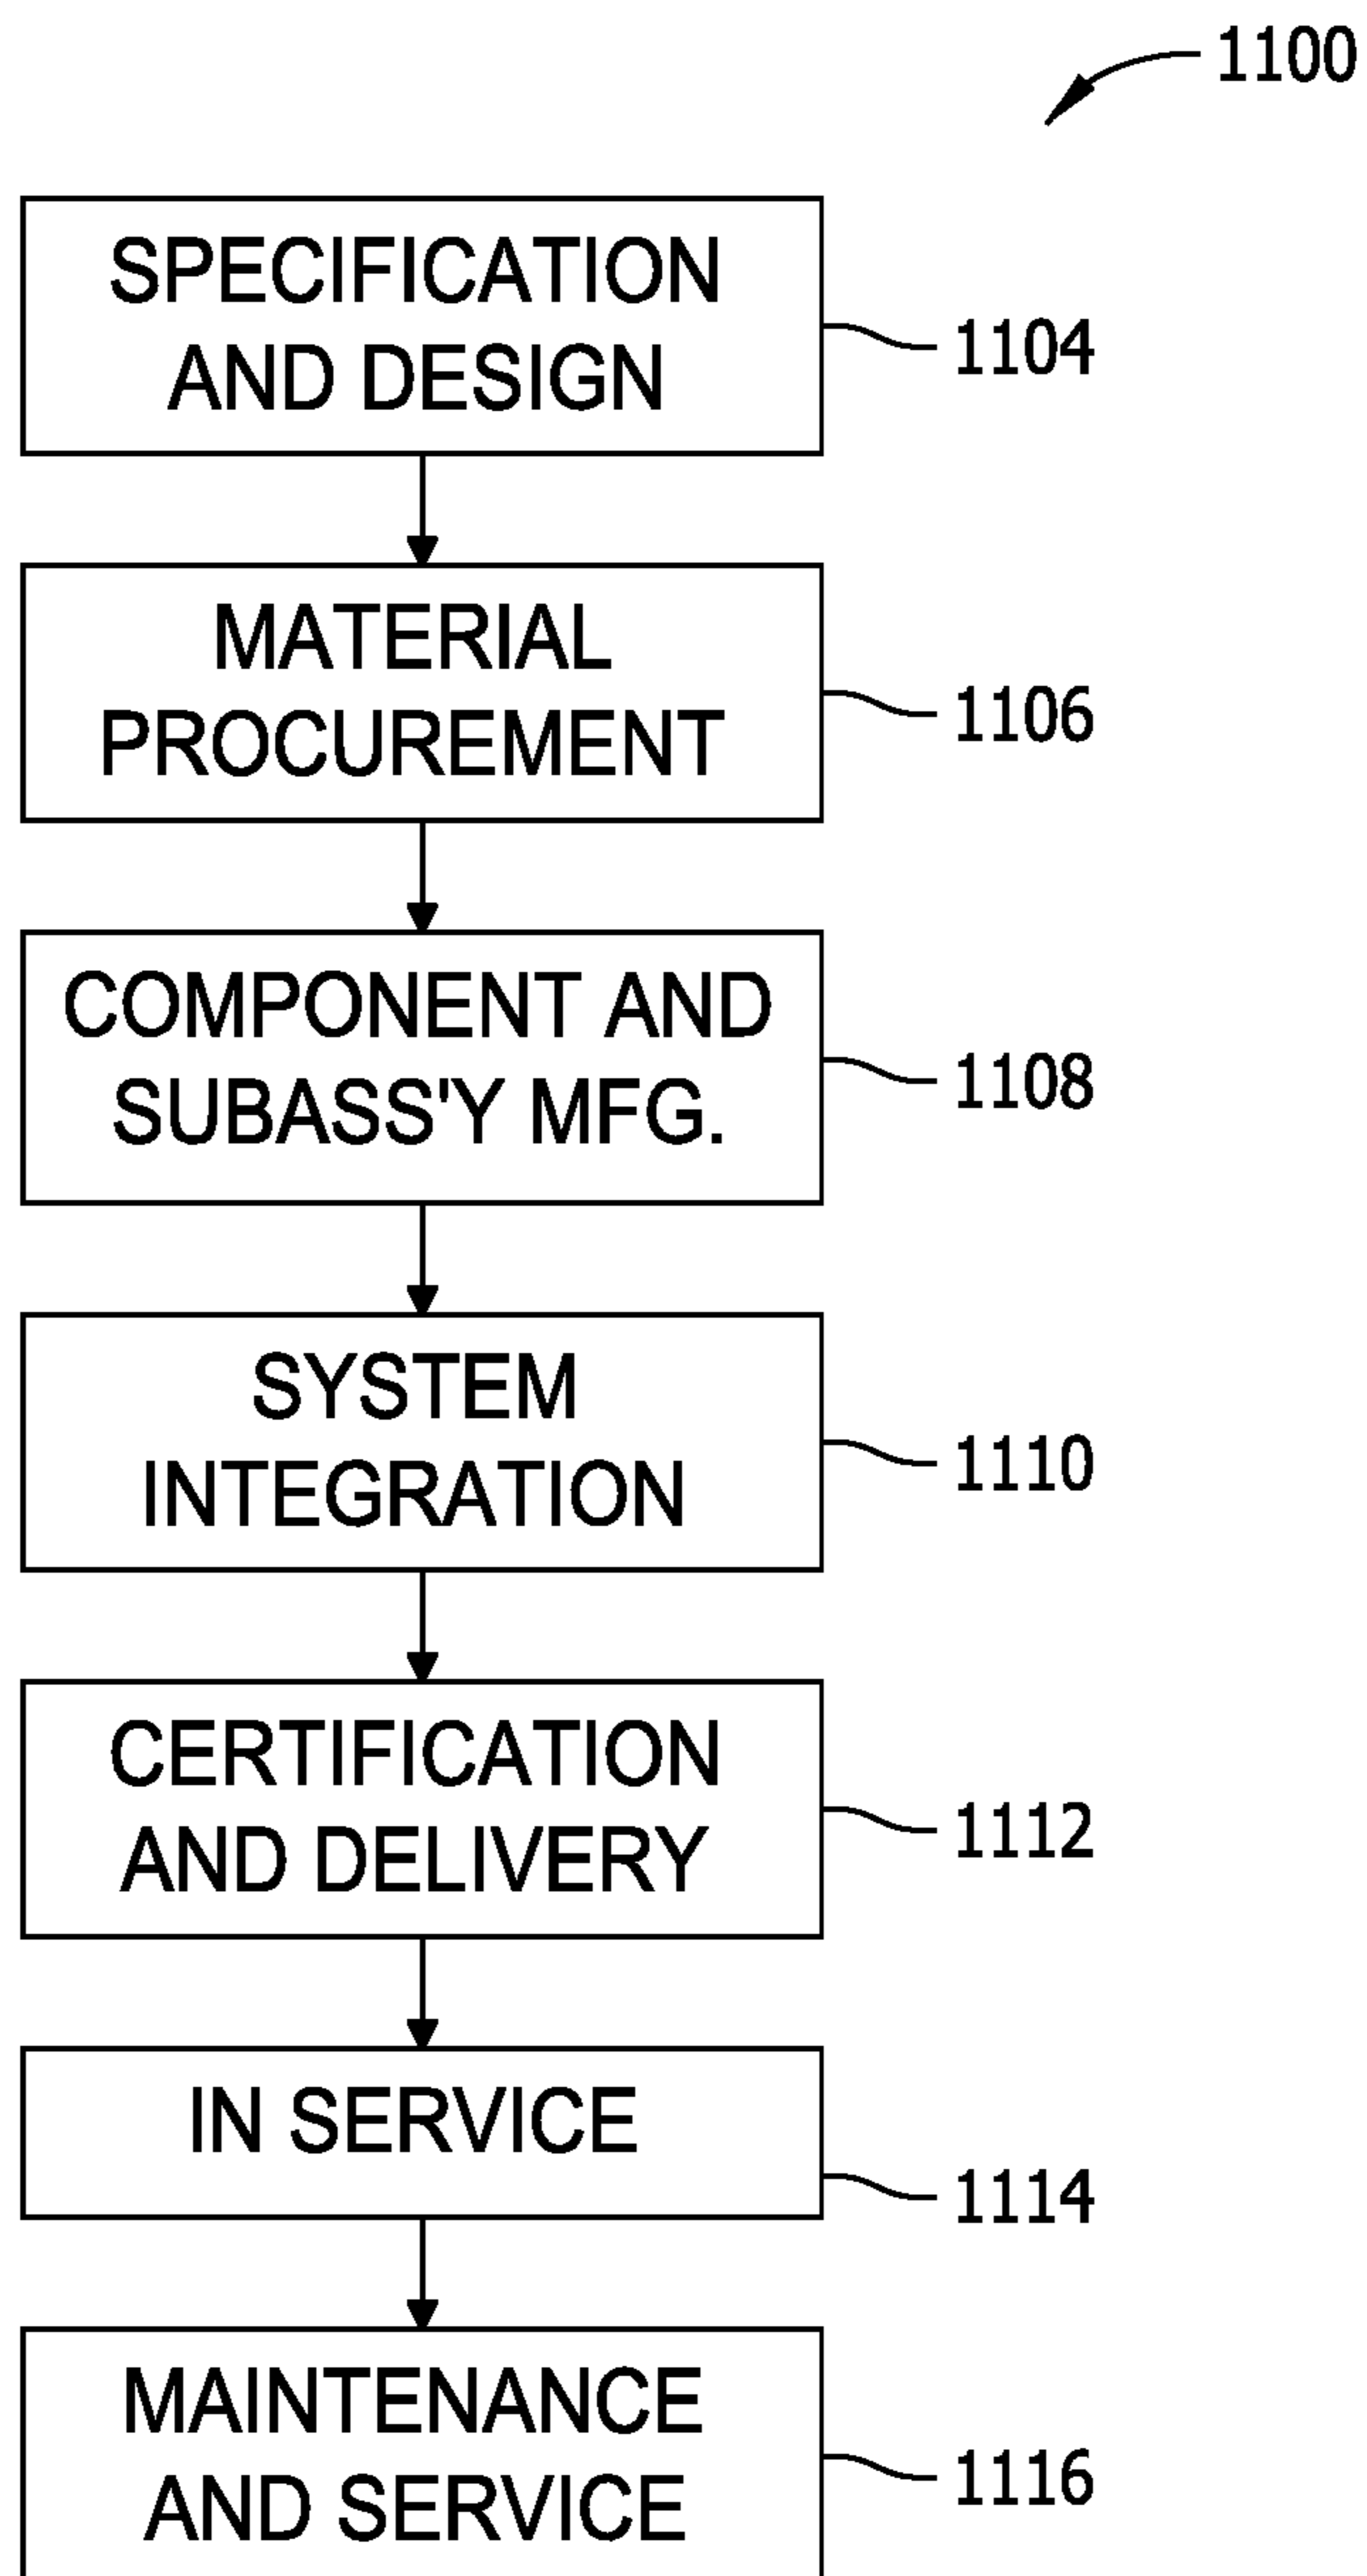 1100
SPECIFICATION
AND DESIGN
1104
MATERIAL
PROCUREMENT
1106
COMPONENT AND
SUBASS'Y MFG.
1108
SYSTEM
INTEGRATION
1110
CERTIFICATION
AND DELIVERY
1112
IN SERVICE
1114
MAINTENANCE
AND SERVICE
1116